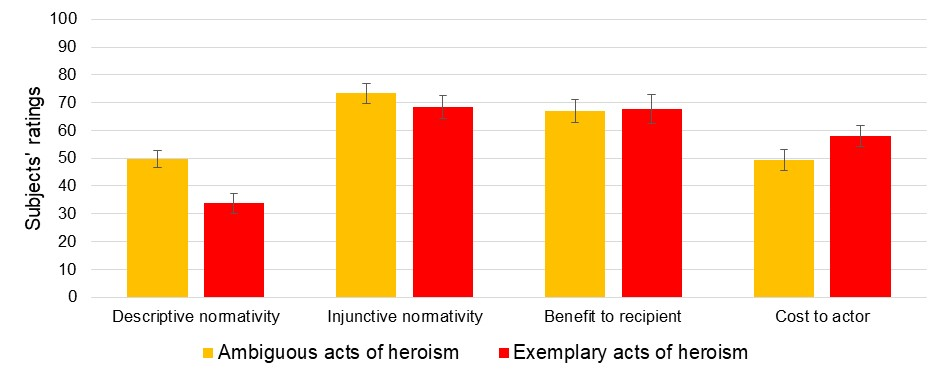 100
90
80
70
60
50
40
30
20
10
0
Subjects' ratings
Descriptive normativity
Injunctive normativity
Benefit to recipient
Cost to actor
Ambiguous acts of heroism
Exemplary acts of heroism